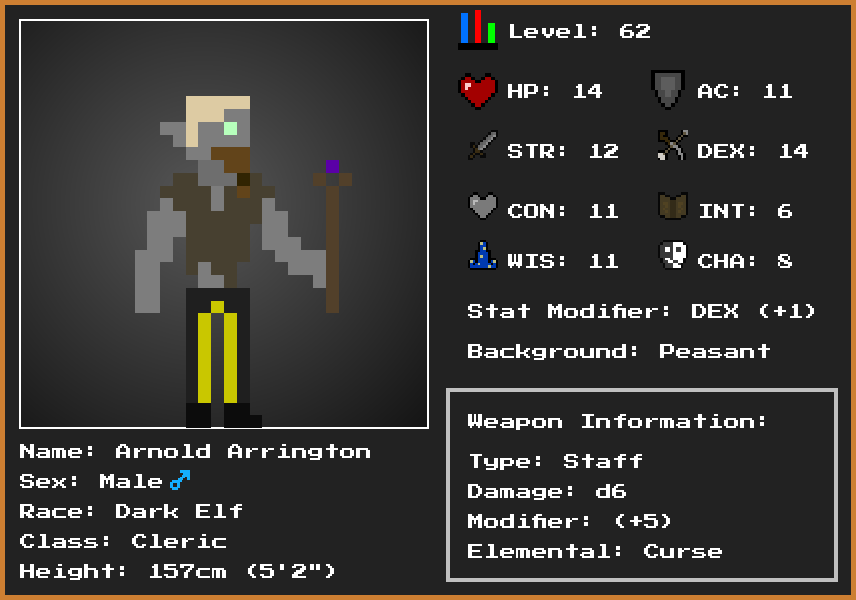 Level: 62
HP: 14 AC: 11
STR: 12 DEX: 14
CON: 11 INT: 6
WIS: 11 CHA: 8
Stat Modifier: DEX (+1)
Background: Peasant
Weapon Information:
Type: Staff
Damage: d6
Modifier: (+5)
Elemental: Curse
Name: Arnold Arrington
Sex: Male♂
Race: Dark Elf
Class: Cleric
Height: 157cm (5'2")